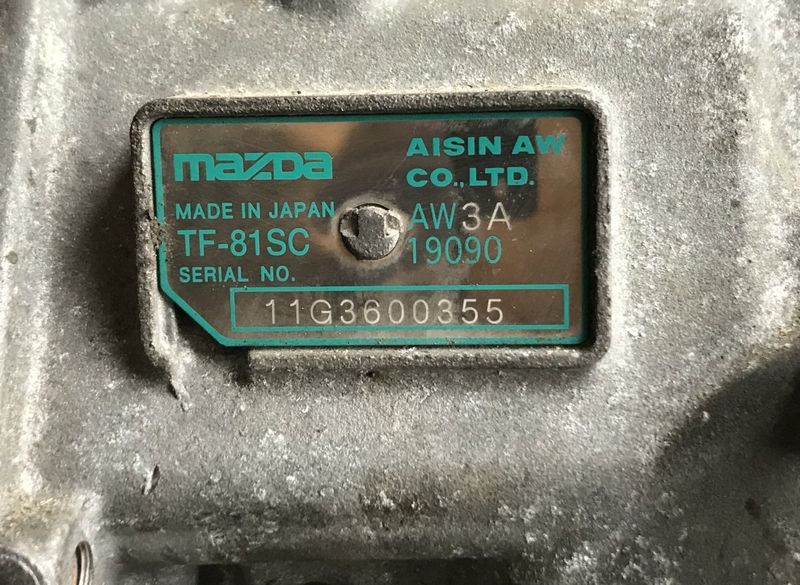 mazda
AISIN AW
CO.,LTD.
MADE IN JAPAN
AW3A
TF-81SC
19090
SERIAL NO.
11G3600355